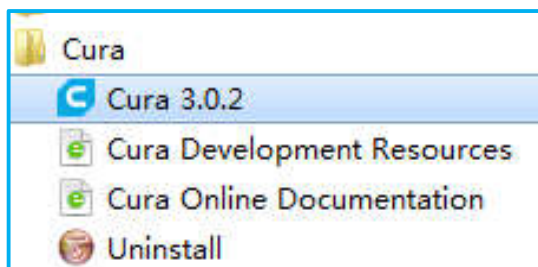 Cura
Cura 3.0.2
Cura Development Resources
Cura Online Documentation
Uninstall